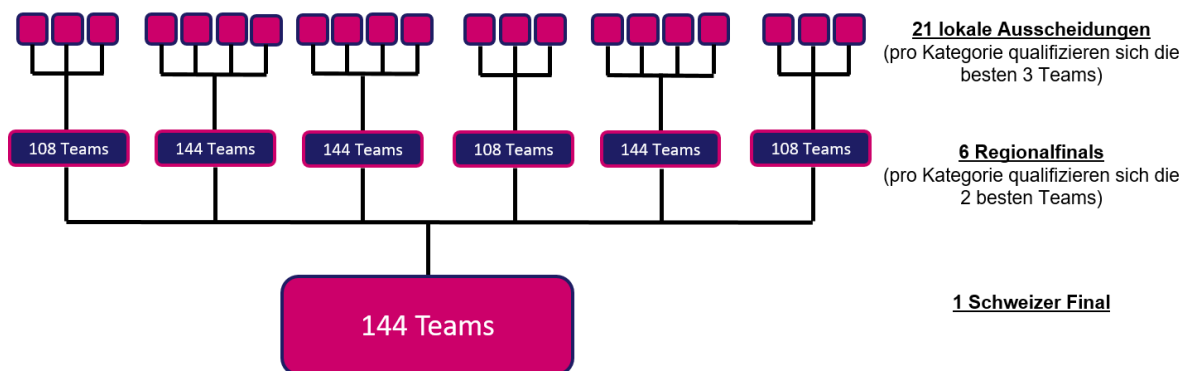 21 lokale Ausscheidungen
(pro Kategorie qualifizieren sich die
besten 3 Teams)
108 Teams
144 Teams
144 Teams
108 Teams
144 Teams
108 Teams
6 Regionalfinals
(pro Kategorie qualifizieren sich die
2 besten Teams)
144 Teams
1 Schweizer Final